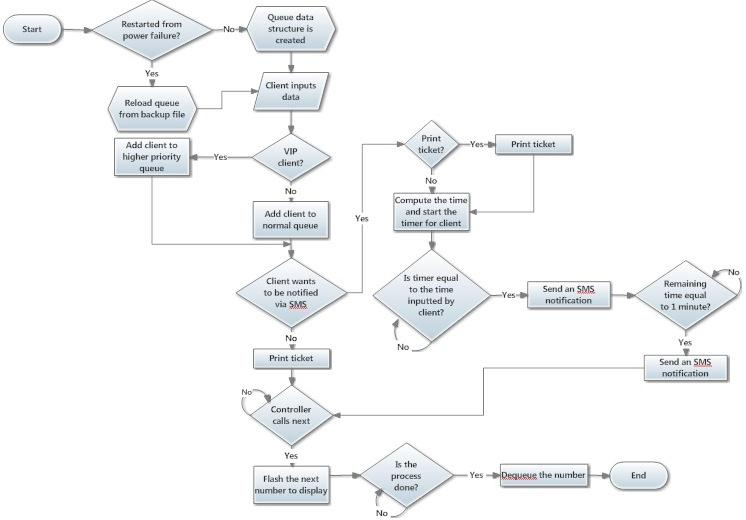 Start
Restarted from
power failure?
No
Queue data
structure is
created
Yes
Reload queue
from backup file
Client inputs
data
Add client to
higher priority
queue
Yes
VIP
client?
No
Add client to
normal queue
Client wants
to be notified
via SMS
Yes
No
Print ticket
Print
ticket?
Yes
Print ticket
No
Compute the time
and start the
timer for client
Is timer equal
to the time
inputted by
client?
No
Yes
Send an SMS
notification
Remaining
time equal
to 1 minute?
No
Yes
Send an SMS
notification
No
Controller
calls next
Yes
Flash the next
number to display
Is the
process
done?
No
Yes
Dequeue the number
End